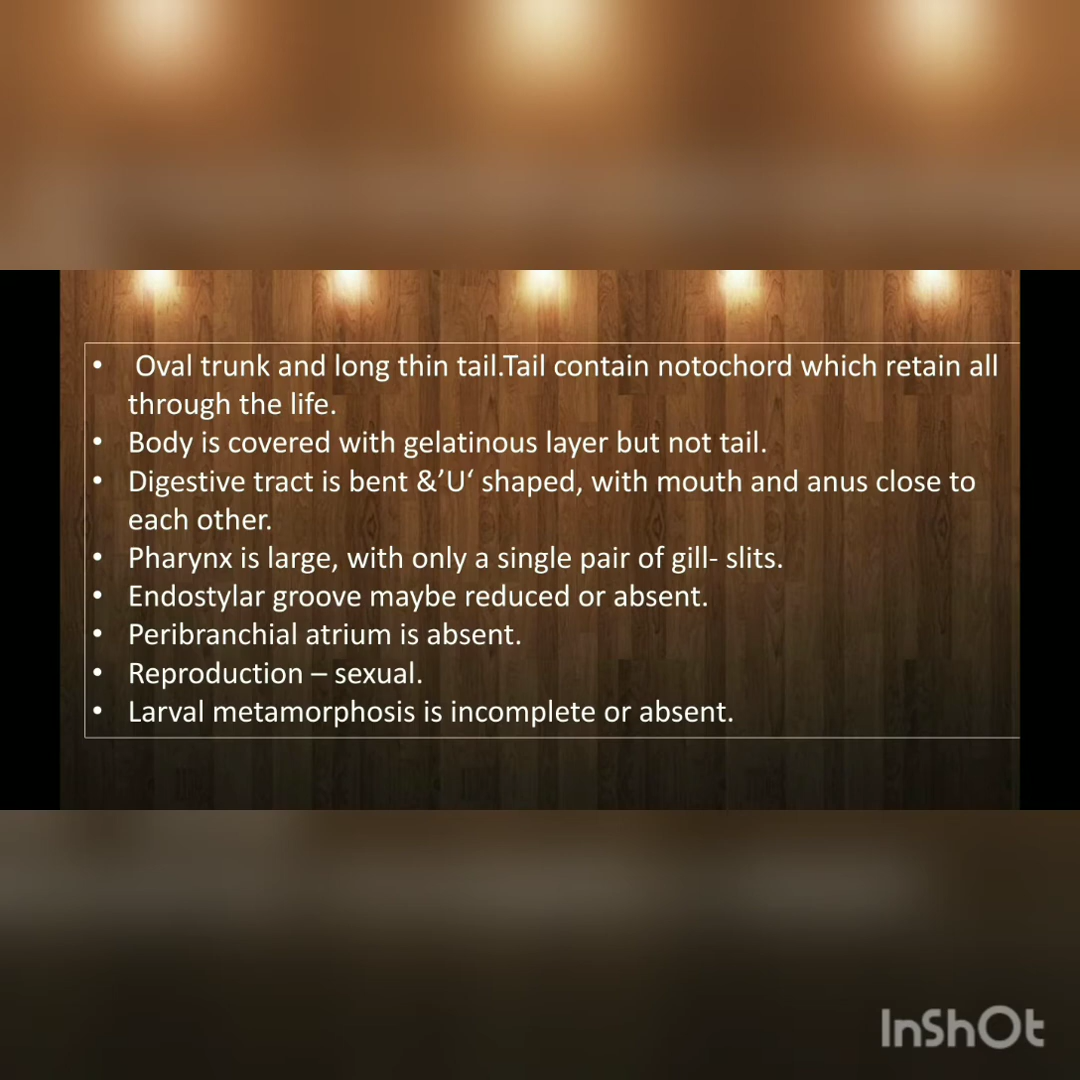 • Oval trunk and long thin tail.Tail contain notochord which retain all
through the life.
• Body is covered with gelatinous layer but not tail.
• Digestive tract is bent &’U‘ shaped, with mouth and anus close to
each other.
• Pharynx is large, with only a single pair of gill- slits.
• Endostylar groove maybe reduced or absent.
• Peribranchial atrium is absent.
• Reproduction – sexual.
• Larval metamorphosis is incomplete or absent.
InShOt